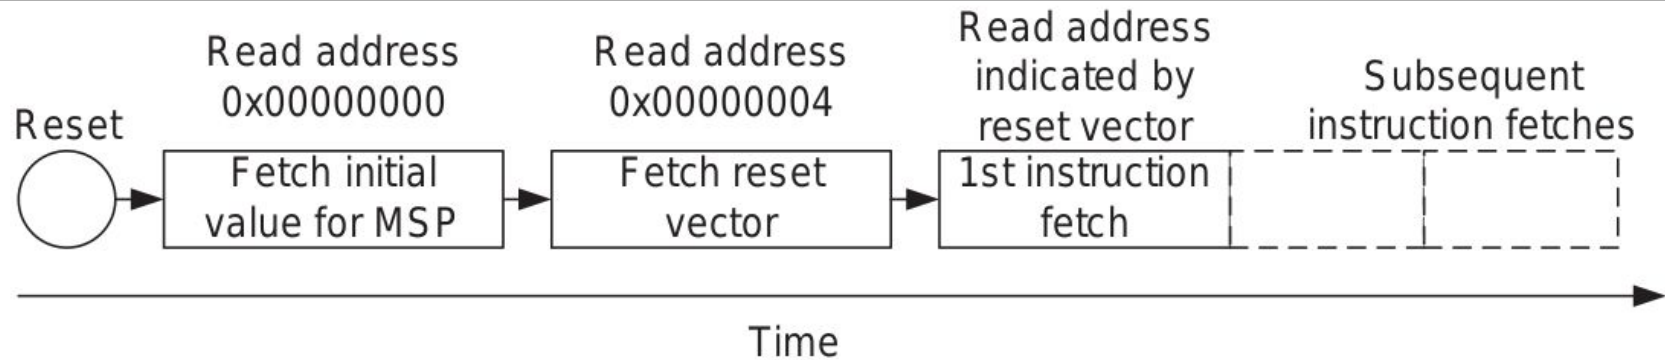 Reset
Read address
0x00000000
Fetch initial
value for MSP
Read address
0x00000004
Fetch reset
vector
Read address
indicated by
reset vector
1st instruction
fetch
Subsequent
instruction fetches
Time